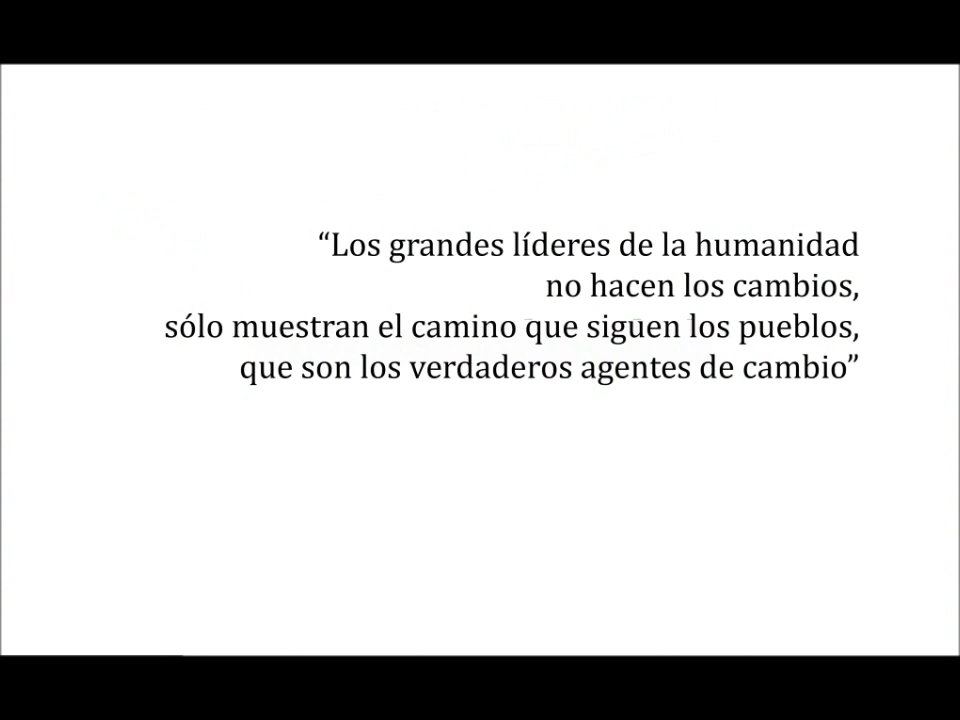 “Los grandes líderes de la humanidad
no hacen los cambios,
sólo muestran el camino que siguen los pueblos,
que son los verdaderos agentes de cambio”